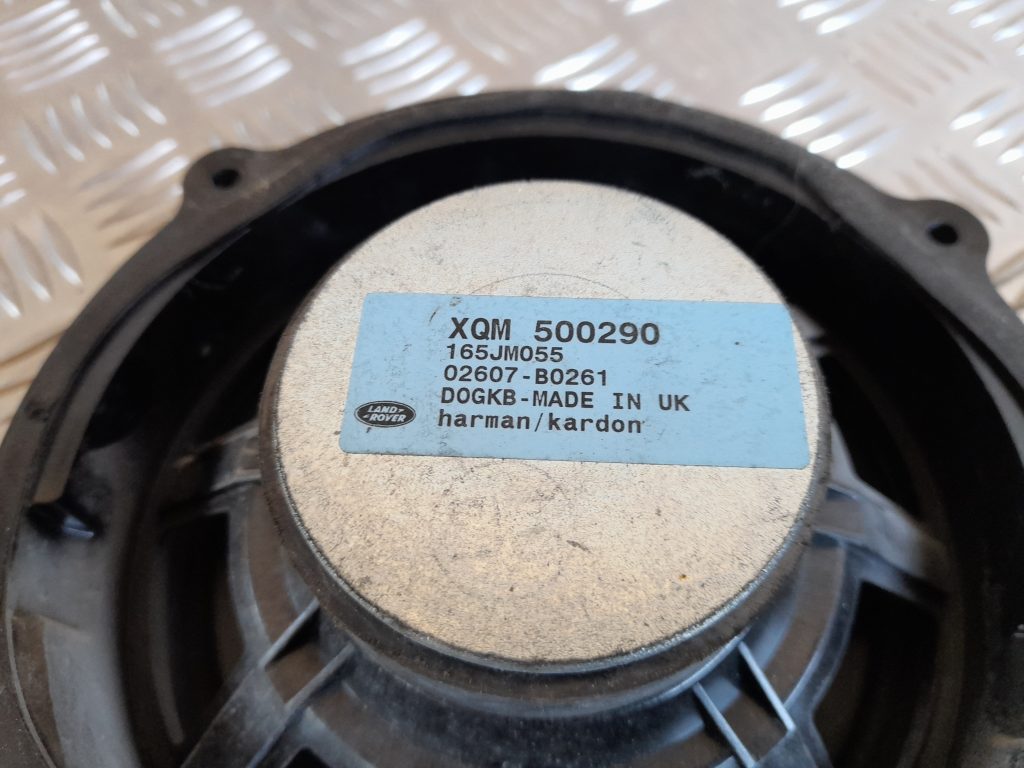 XQM 500290
165JM055
02607-B0261
DOGKB-MADE IN UK
LAND
ROVER
harman/kardon